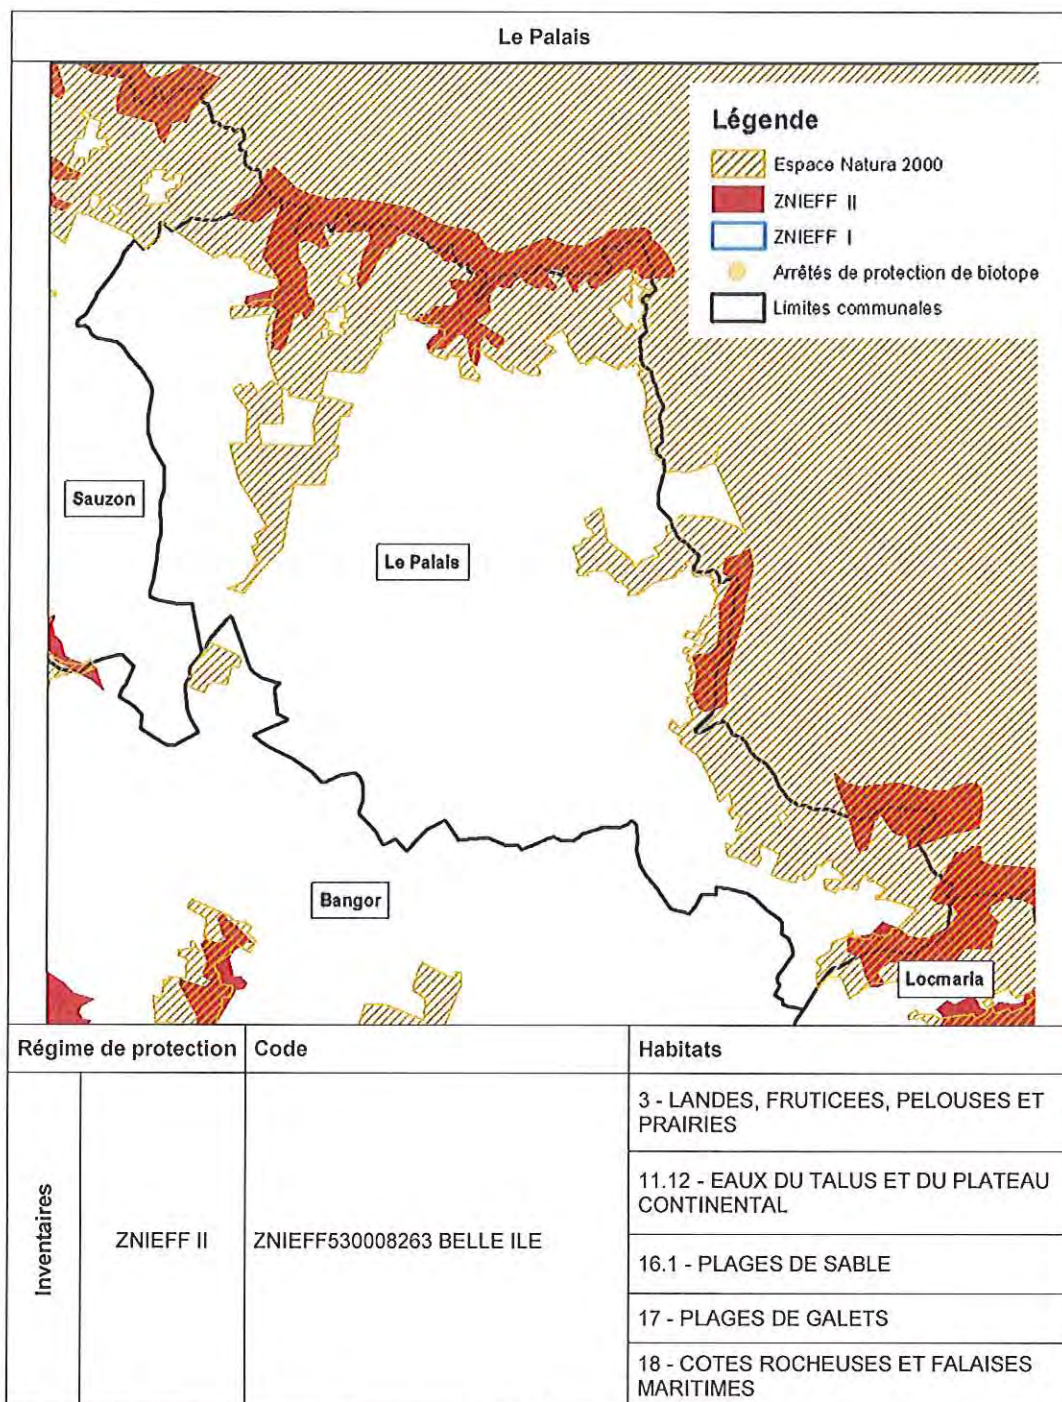 Le Palais
Légende
Espace Natura 2000
ZNIEFF II
ZNIEFF I
Arrêtés de protection de biotope
Limites communales
Sauzon
Le Palais
Bangor
Locmaria
Régime de protection
Code
Habitats
Inventaires
ZNIEFF II
ZNIEFF530008263 BELLE ILE
3 - LANDES, FRUTICEES, PELOUSES ET
PRAIRIES
11.12 - EAUX DU TALUS ET DU PLATEAU
CONTINENTAL
16.1 - PLAGES DE SABLE
17 - PLAGES DE GALETS
18 - COTES ROCHEUSES ET FALAISES
MARITIMES